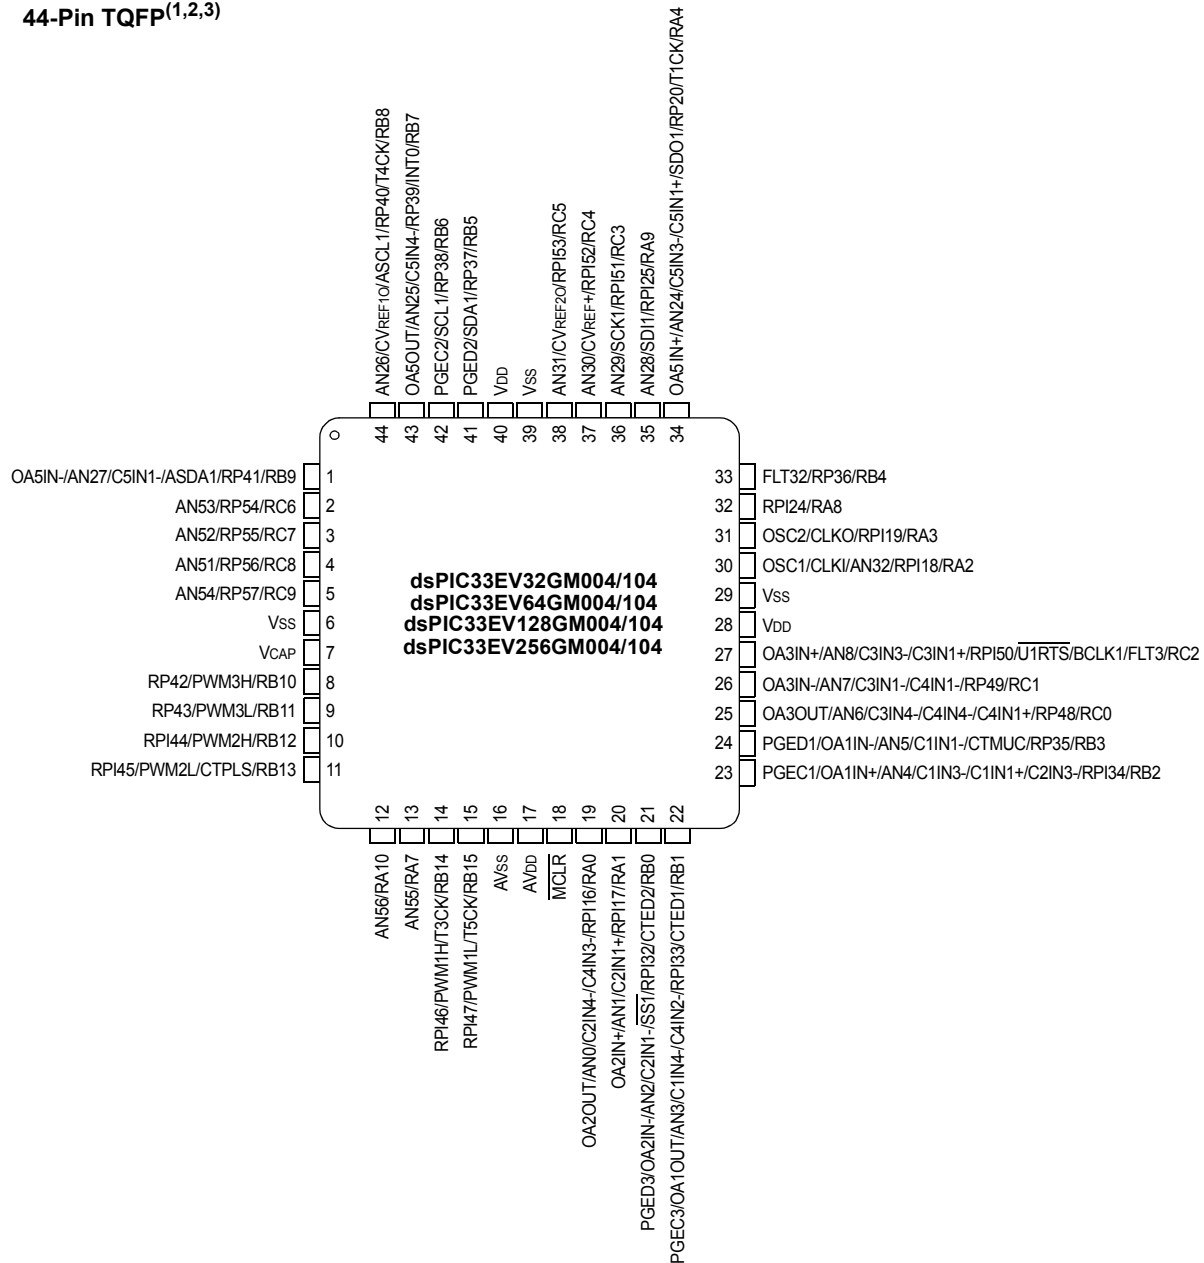 44-Pin TQFP(1,2,3)
AN26/CVREF1O/ASCL1/RP40/T4CK/RB8
OA5OUT/AN25/C5IN4-/RP39/INT0/RB7
PGEC2/SCL1/RP38/RB6
PGED2/SDA1/RP37/RB5
VDD
VSS
AN31/CVREF2O/RPI53/RC5
AN30/CVREF+/RPI52/RC4
AN29/SCK1/RPI51/RC3
AN28/SDI1/RPI25/RA9
OA5IN+/AN24/C5IN3-/C5IN1+/SDO1/RP20/T1CK/RA4
44
43
42
41
40
39
38
37
36
35
34
OA5IN-/AN27/C5IN1-/ASDA1/RP41/RB9 1
AN53/RP54/RC6 2
AN52/RP55/RC7 3
AN51/RP56/RC8 4
AN54/RP57/RC9 5
VSS 6
VCAP 7
RP42/PWM3H/RB10 8
RP43/PWM3L/RB11 9
RPI44/PWM2H/RB12 10
RPI45/PWM2L/CTPLS/RB13 11
dsPIC33EV32GM004/104
dsPIC33EV64GM004/104
dsPIC33EV128GM004/104
dsPIC33EV256GM004/104
33 FLT32/RP36/RB4
32 RPI24/RA8
31 OSC2/CLKO/RPI19/RA3
30 OSC1/CLKI/AN32/RPI18/RA2
29 VSS
28 VDD
27 OA3IN+/AN8/C3IN3-/C3IN1+/RPI50/U1RTS/BCLK1/FLT3/RC2
26 OA3IN-/AN7/C3IN1-/C4IN1-/RP49/RC1
25 OA3OUT/AN6/C3IN4-/C4IN4-/C4IN1+/RP48/RC0
24 PGED1/OA1IN-/AN5/C1IN1-/CTMUC/RP35/RB3
23 PGEC1/OA1IN+/AN4/C1IN3-/C1IN1+/C2IN3-/RPI34/RB2
12
13
14
15
16
17
18
19
20
21
22
AN56/RA10
AN55/RA7
RPI46/PWM1H/T3CK/RB14
RPI47/PWM1L/T5CK/RB15
AVSS
AVDD
MCLR
OA2OUT/AN0/C2IN4-/C4IN3-/RPI16/RA0
OA2IN+/AN1/C2IN1+/RPI17/RA1
PGED3/OA2IN-/AN2/C2IN1-/SS1/RPI32/CTED2/RB0
PGEC3/OA1OUT/AN3/C1IN4-/C4IN2-/RPI33/CTED1/RB1